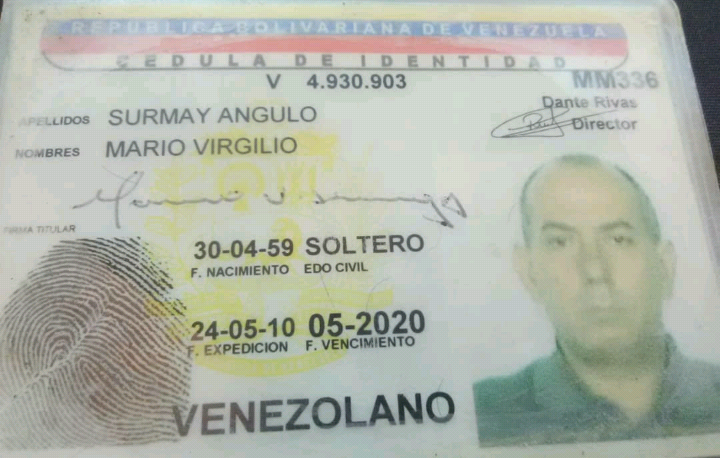 REPUBLICA BOLIVARIANA DE VENEZUELA
CEDULA DE IDENTIDAD
V 4.930.903 MM336
Dante Rivas
Director
APELLIDOS SURMAY ANGULO
NOMBRES MARIO VIRGILIO
FIRMA TITULAR
30-04-59 SOLTERO
F. NACIMIENTO EDO CIVIL
24-05-10 05-2020
F. EXPEDICION F. VENCIMIENTO
VENEZOLANO